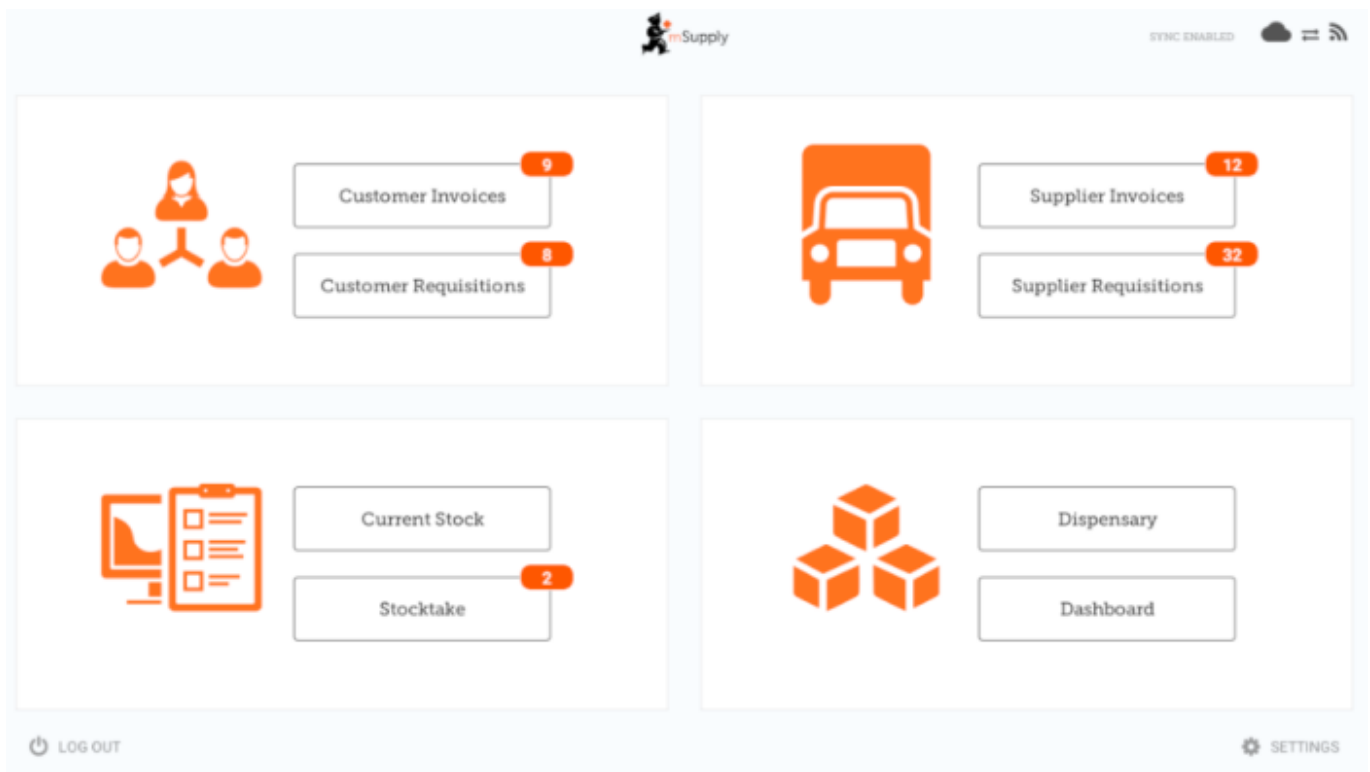 mSupply
SYNC ENABLED
9
Customer Invoices
8
Customer Requisitions
12
Supplier Invoices
32
Supplier Requisitions
Current Stock
2
Stocktake
Dispensary
Dashboard
LOG OUT
SETTINGS